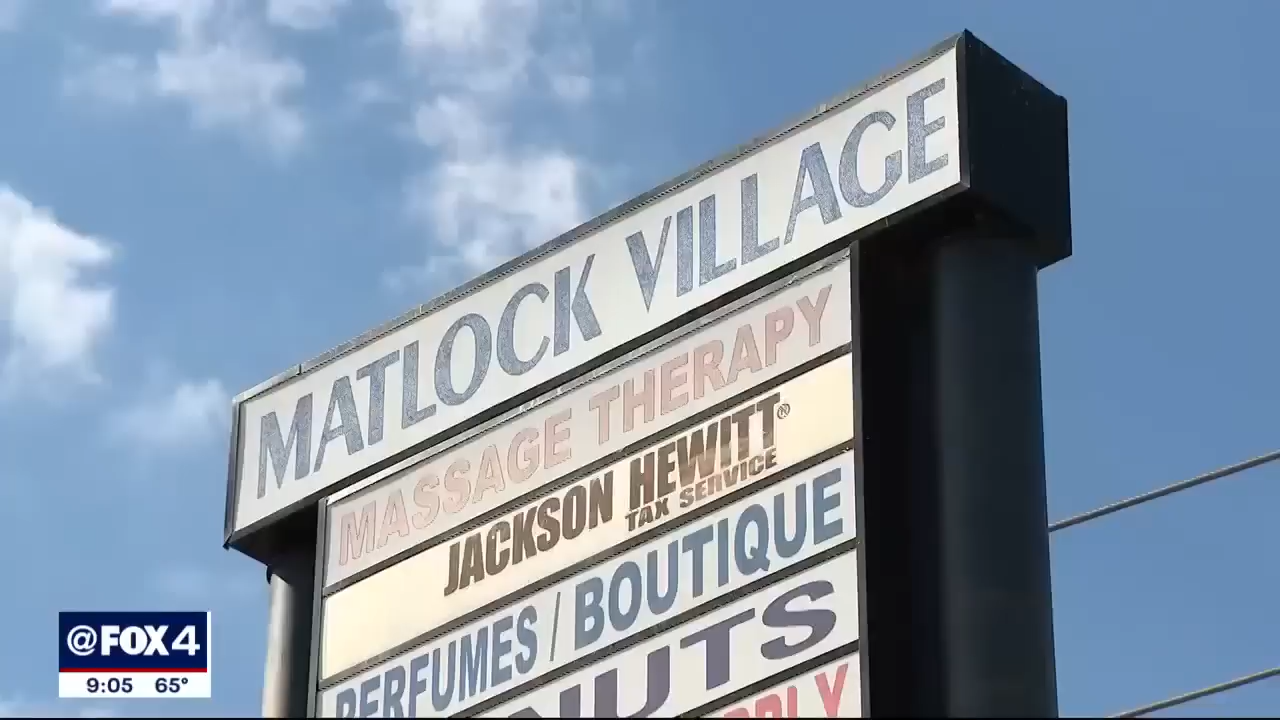 MATLOCK VILLAGE
MASSAGE THERAPY
JACKSON HEWITT®
TAX SERVICE
PERFUMES / BOUTIQUE
@FOX4
9:05 65°